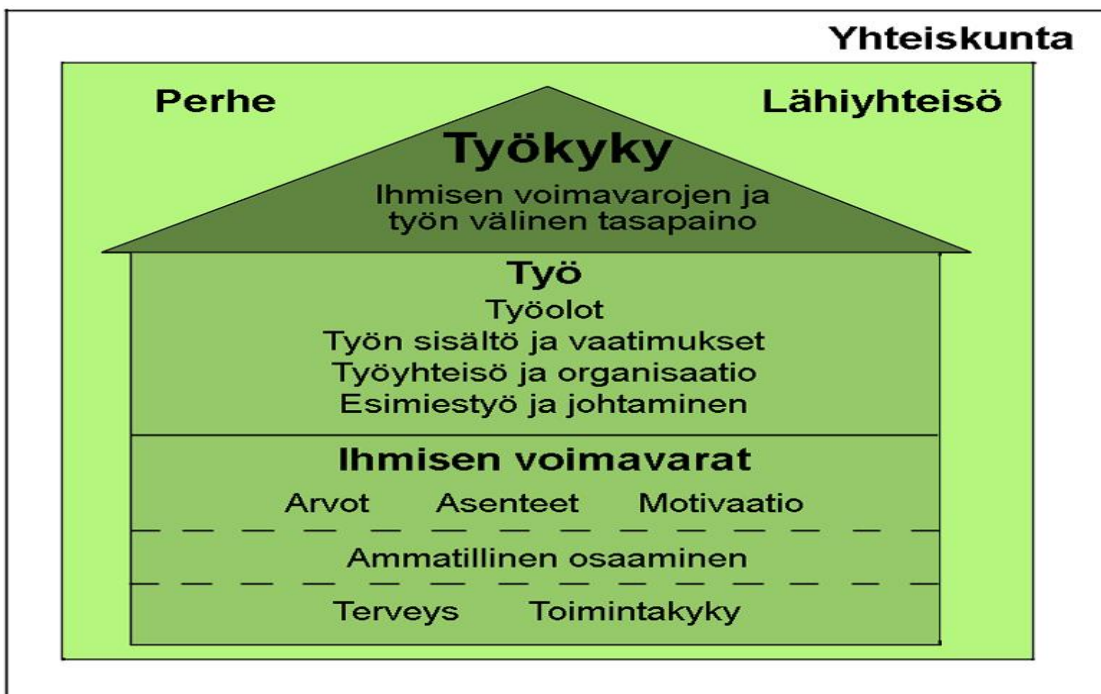 Yhteiskunta
Perhe
Lähiyhteisö
Työkyky
Ihmisen voimavarojen ja
työn välinen tasapaino
Työ
Työolot
Työn sisältö ja vaatimukset
Työyhteisö ja organisaatio
Esimiestyö ja johtaminen
Ihmisen voimavarat
Arvot Asenteet Motivaatio
Ammatillinen osaaminen
Terveys Toimintakyky